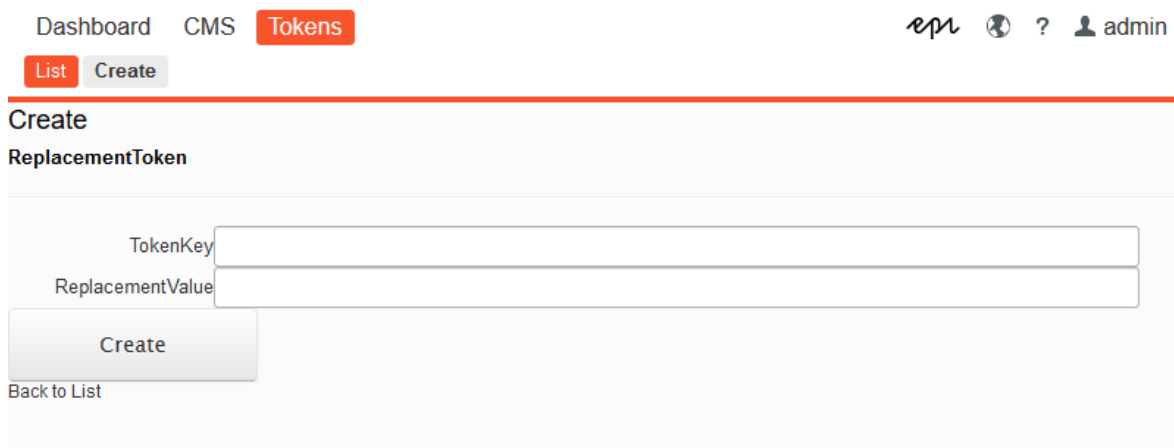 Dashboard CMS Tokens epi ? admin
List Create
Create
ReplacementToken
TokenKey
ReplacementValue
Create
Back to List